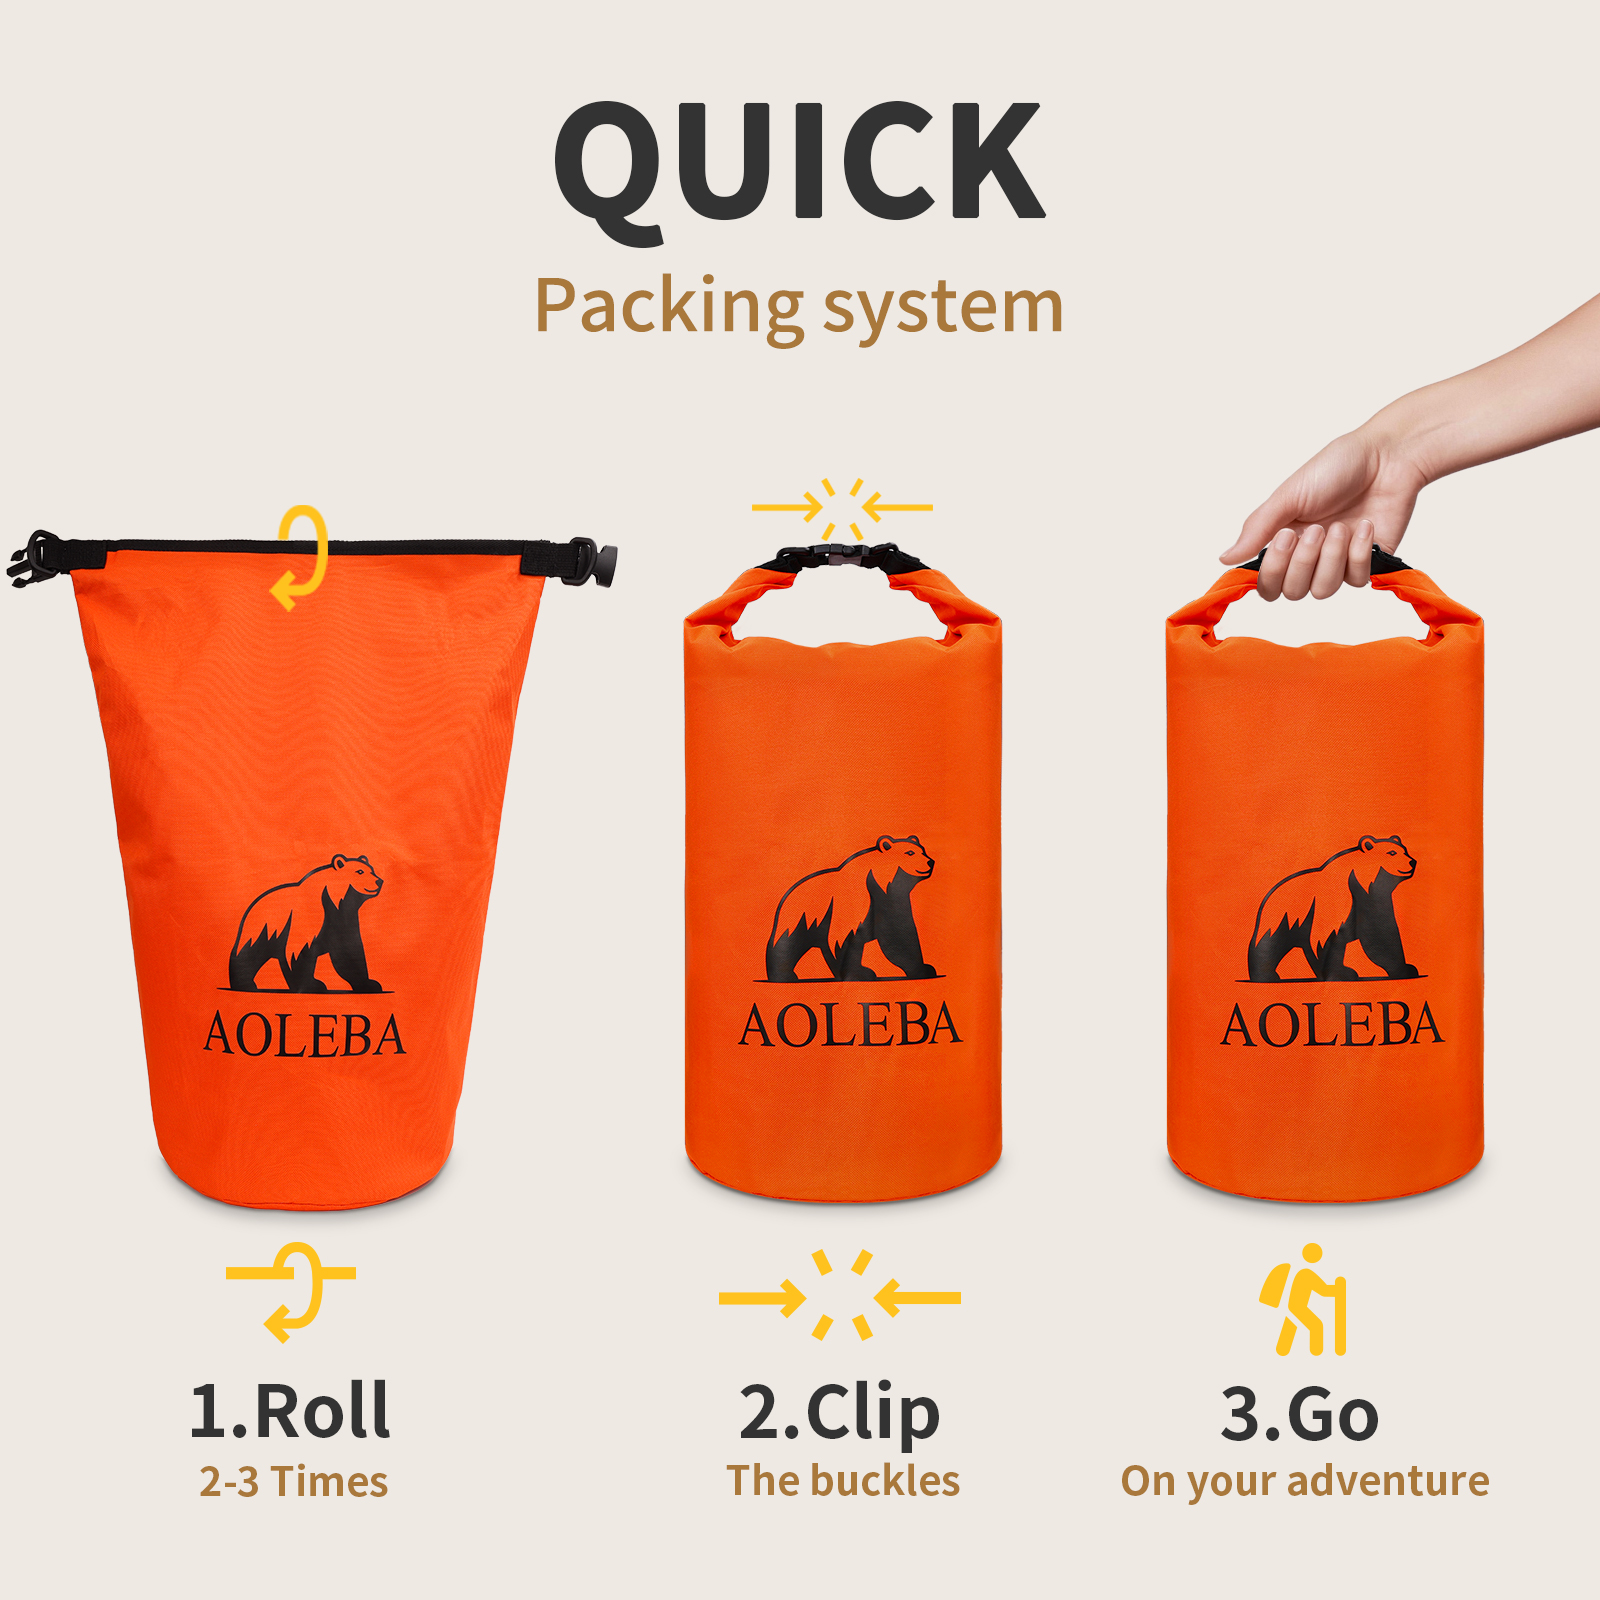 QUICK
Packing system
AOLEBA
AOLEBA
AOLEBA
1.Roll
2-3 Times
2.Clip
The buckles
3.Go
On your adventure